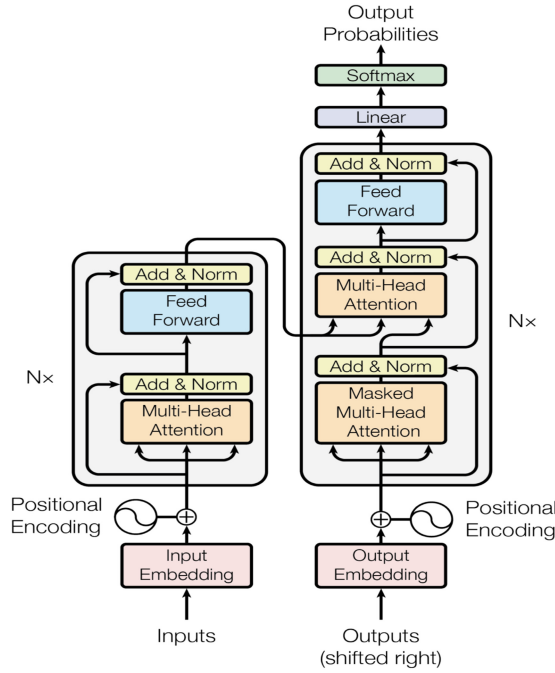 Output
Probabilities
Softmax
Linear
Add & Norm
Feed
Forward
Add & Norm
Multi-Head
Attention
Add & Norm
Masked
Multi-Head
Attention
Nx
Add & Norm
Feed
Forward
Add & Norm
Multi-Head
Attention
N×
Positional
Encoding
Positional
Encoding
Input
Embedding
Output
Embedding
Inputs
Outputs
(shifted right)